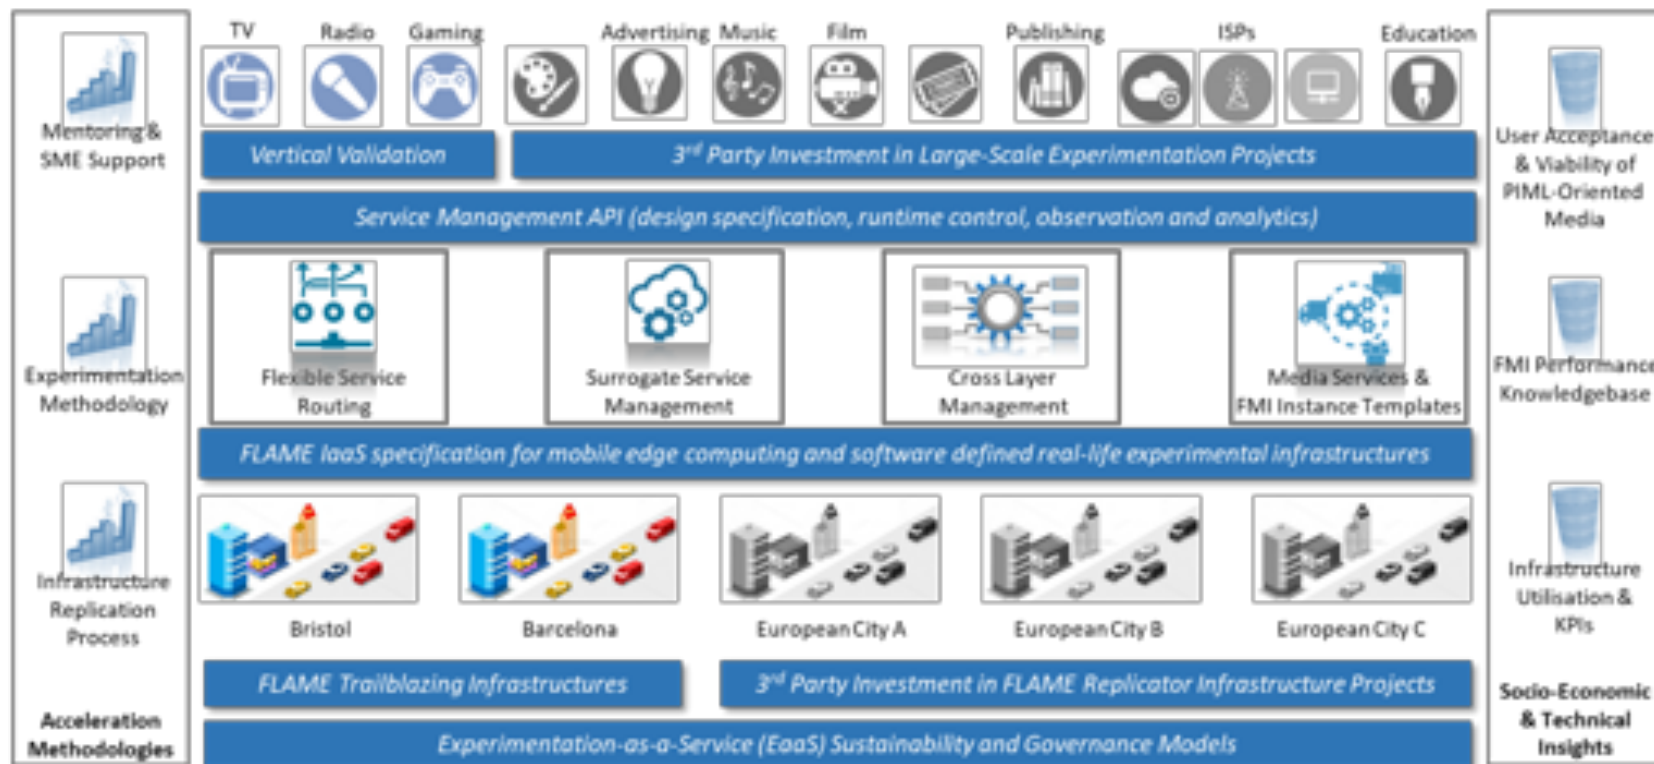 TV
Radio
Gaming
Advertising
Music
Film
Publishing
ISPs
Education
Mentoring &
SME Support
Vertical Validation
3rd Party Investment in Large-Scale Experimentation Projects
User Acceptance
& Viability of
PIML-Oriented
Media
Service Management API (design specification, runtime control, observation and analytics)
Experimentation
Methodology
Flexible Service
Routing
Surrogate Service
Management
Cross Layer
Management
Media Services &
FMI Instance Templates
FMI Performance
Knowledgebase
FLAME IaaS specification for mobile edge computing and software defined real-life experimental infrastructures
Infrastructure
Replication
Process
Bristol
Barcelona
European City A
European City B
European City C
Infrastructure
Utilisation &
KPIs
FLAME Trailblazing Infrastructures
3rd Party Investment in FLAME Replicator Infrastructure Projects
Acceleration
Methodologies
Experimentation-as-a-Service (EaaS) Sustainability and Governance Models
Socio-Economic
& Technical
Insights